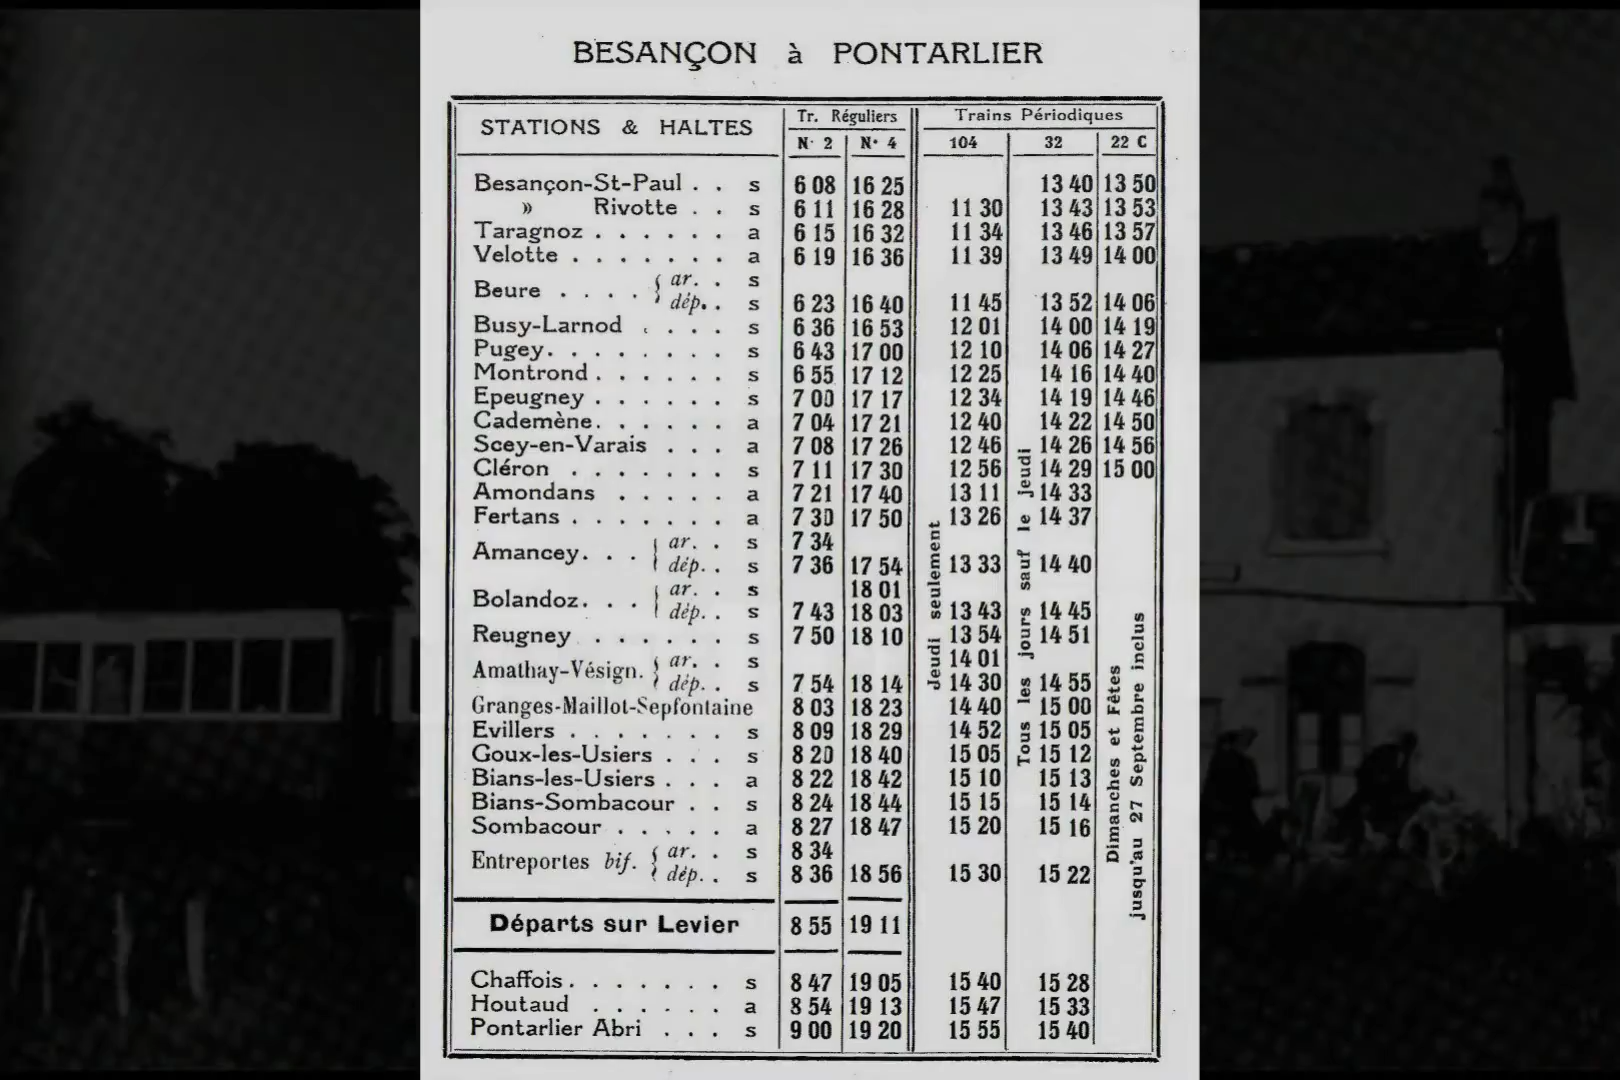 BESANÇON à PONTARLIER
STATIONS & HALTES Tr. Réguliers Trains Périodiques
N· 2 N· 4 104 32 22 C
Besançon-St-Paul . . s 6 08 16 25 13 40 13 50
» Rivotte . . s 6 11 16 28 11 30 13 43 13 53
Taragnoz . . . . . . a 6 15 16 32 11 34 13 46 13 57
Velotte . . . . . . . a 6 19 16 36 11 39 13 49 14 00
Beure . . . . { ar. . s
dép. . s 6 23 16 40 11 45 13 52 14 06
Busy-Larnod . . . . s 6 36 16 53 12 01 14 00 14 19
Pugey. . . . . . . . s 6 43 17 00 12 10 14 06 14 27
Montrond . . . . . . s 6 55 17 12 12 25 14 16 14 40
Epeugney . . . . . . s 7 00 17 17 12 34 14 19 14 46
Cademène. . . . . . a 7 04 17 21 12 40 14 22 14 50
Scey-en-Varais . . . a 7 08 17 26 12 46 14 26 14 56
Cléron . . . . . . . s 7 11 17 30 12 56 14 29 15 00
Amondans . . . . . a 7 21 17 40 13 11 14 33
Fertans . . . . . . . a 7 30 17 50 13 26 14 37
Amancey. . . { ar. . s 7 34
dép. . s 7 36 17 54 13 33 14 40
Bolandoz. . . { ar. . s 18 01
dép. . s 7 43 18 03 13 43 14 45
Reugney . . . . . . s 7 50 18 10 13 54 14 51
Amathay-Vésign. { ar. . s 14 01
dép. . s 7 54 18 14 14 30 14 55
Granges-Maillot-Sepfontaine 8 03 18 23 14 40 15 00
Evillers . . . . . . . s 8 09 18 29 14 52 15 05
Goux-les-Usiers . . . s 8 20 18 40 15 05 15 12
Bians-les-Usiers . . . a 8 22 18 42 15 10 15 13
Bians-Sombacour . . s 8 24 18 44 15 15 15 14
Sombacour . . . . . a 8 27 18 47 15 20 15 16
Entreportes bif. { ar. . s 8 34
dép. . s 8 36 18 56 15 30 15 22
Départs sur Levier 8 55 19 11
Chaffois . . . . . . . s 8 47 19 05 15 40 15 28
Houtaud . . . . . . a 8 54 19 13 15 47 15 33
Pontarlier Abri . . . s 9 00 19 20 15 55 15 40
Jeudi seulement
Tous les jours sauf le jeudi
Dimanches et Fêtes
jusqu'au 27 Septembre inclus